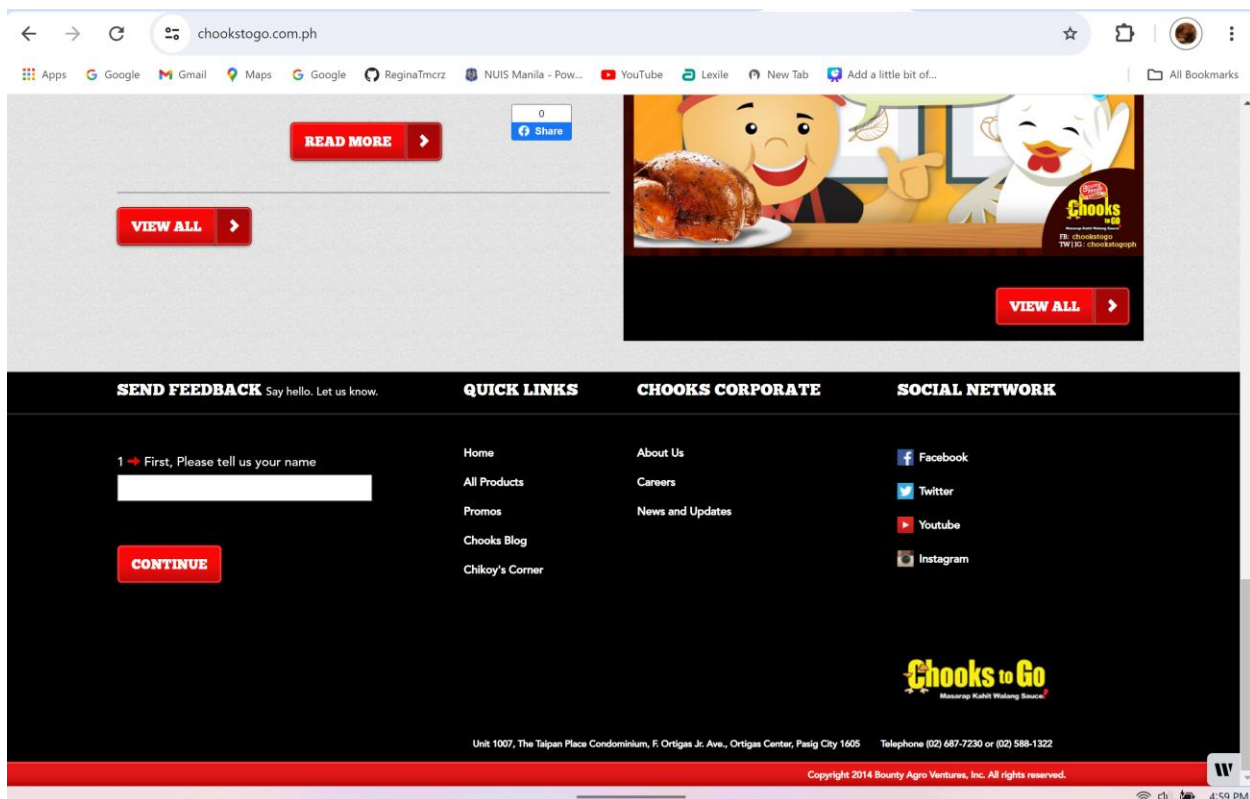 chookstogo.com.ph
Apps Google Gmail Maps Google ReginaTmcrz NUIS Manila - Pow... YouTube Lexile New Tab Add a little bit of... All Bookmarks
0
Share
READ MORE
VIEW ALL
Chooks
to GO
Masarap Kahit Walang Sauce
FB: chookstogo
TW|IG: chookstogoph
VIEW ALL
SEND FEEDBACK Say hello. Let us know.
QUICK LINKS
CHOOKS CORPORATE
SOCIAL NETWORK
1 First, Please tell us your name
CONTINUE
Home
All Products
Promos
Chooks Blog
Chikoy's Corner
About Us
Careers
News and Updates
Facebook
Twitter
Youtube
Instagram
Chooks to Go
Masarap Kahit Walang Sauce!
Unit 1007, The Taipan Place Condominium, F. Ortigas Jr. Ave., Ortigas Center, Pasig City 1605 Telephone (02) 687-7230 or (02) 588-1322
Copyright 2014 Bounty Agro Ventures, Inc. All rights reserved.
W
4:59 PM